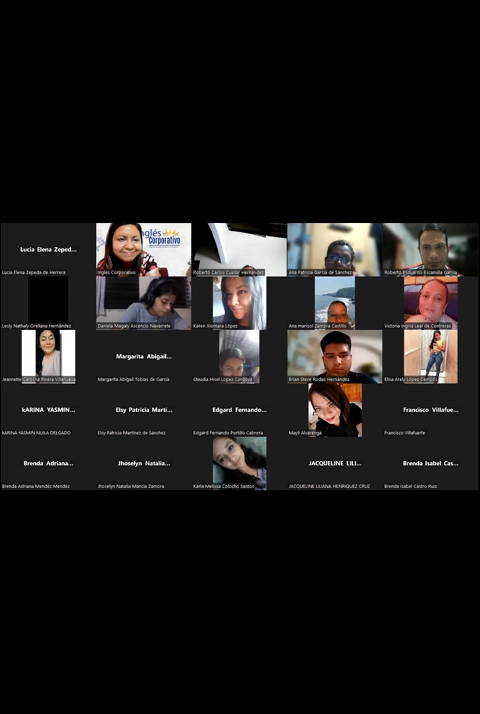 Lucia Elena Zeped...
Lucia Elena Zepeda de Herrera
Inglés Corporativo
Inglés Corporativo
Roberto Carlos Cuellar Hernández
Ana Patricia García de Sánchez
Roberto Eduardo Escamilla García
Lesly Nathaly Orellana Hernández
Daniela Magaly Ascencio Navarrete
Karen Xiomara López
Ana marisol Zamora Castillo
Victoria Ingrid Leal de Contreras
Jeannette Carolina Rivera Villanueva
Margarita Abigail...
Margarita Abigail Tobías de García
Claudia Hisel Lopez Cordova
Brian Steve Rodas Hernández
Elisa Arely López Campos
kARINA YASMIN...
kARINA YASMIN NUILA DELGADO
Elsy Patricia Marti...
Elsy Patricia Martínez de Sánchez
Edgard Fernando...
Edgard Fernando Portillo Cabrera
Mayli Alvarenga
Francisco Villafue...
Francisco Villafuerte
Brenda Adriana...
Brenda Adriana Mendéz Mendéz
Jhoselyn Natalia...
Jhoselyn Natalia Mancia Zamora
Karla Melissa Colocho Santos
JACQUELINE LILI...
JACQUELINE LILIANA HENRIQUEZ CRUZ
Brenda Isabel Cas...
Brenda Isabel Castro Ruiz